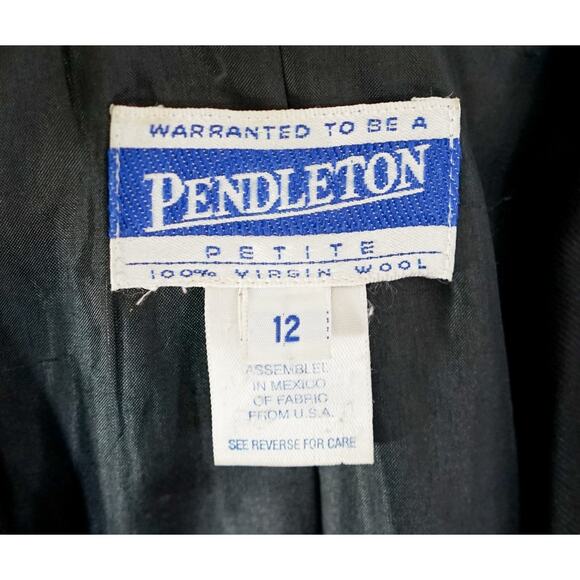 WARRANTED TO BE A
PENDLETON
PETITE
100% VIRGIN WOOL
12
ASSEMBLED
IN MEXICO
OF FABRIC
FROM U.S.A.
SEE REVERSE FOR CARE